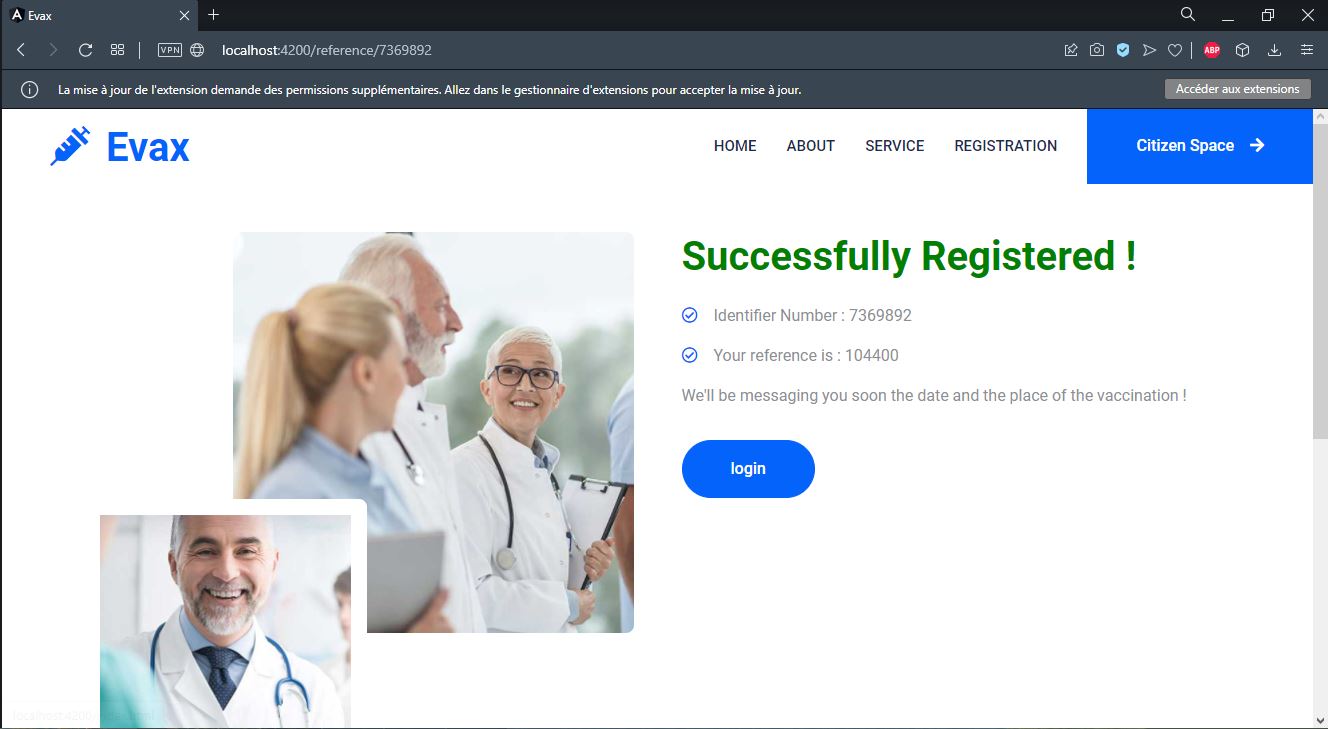 Evax
VPN
localhost:4200/reference/7369892
ABP
La mise à jour de l'extension demande des permissions supplémentaires. Allez dans le gestionnaire d'extensions pour accepter la mise à jour.
Accéder aux extensions
Evax
HOME
ABOUT
SERVICE
REGISTRATION
Citizen Space
Successfully Registered !
Identifier Number : 7369892
Your reference is : 104400
We'll be messaging you soon the date and the place of the vaccination !
login